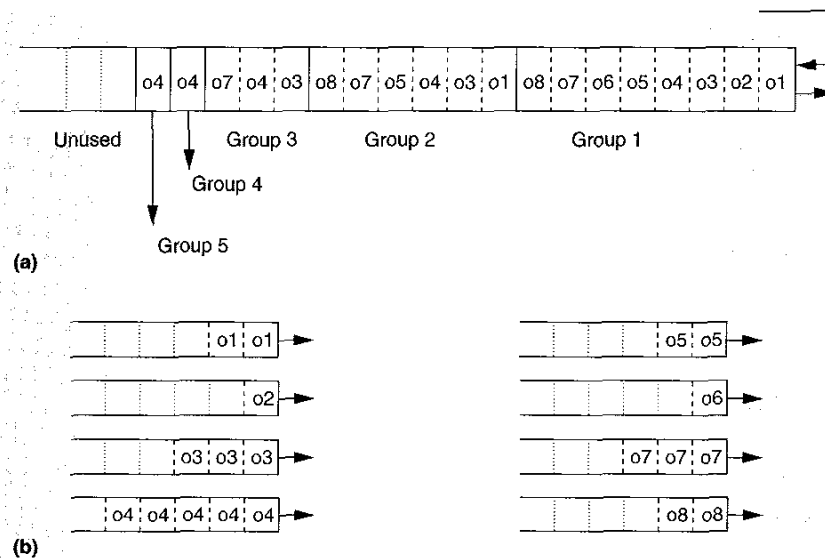 o4 o4 o7 o4 o3 o8 o7 o5 o4 o3 o1 o8 o7 o6 o5 o4 o3 o2 o1
Unused Group 3 Group 2 Group 1
Group 4
Group 5
(a)
o1 o1 o5 o5
o2 o6
o3 o3 o3 o7 o7 o7
o4 o4 o4 o4 o4 o8 o8
(b)